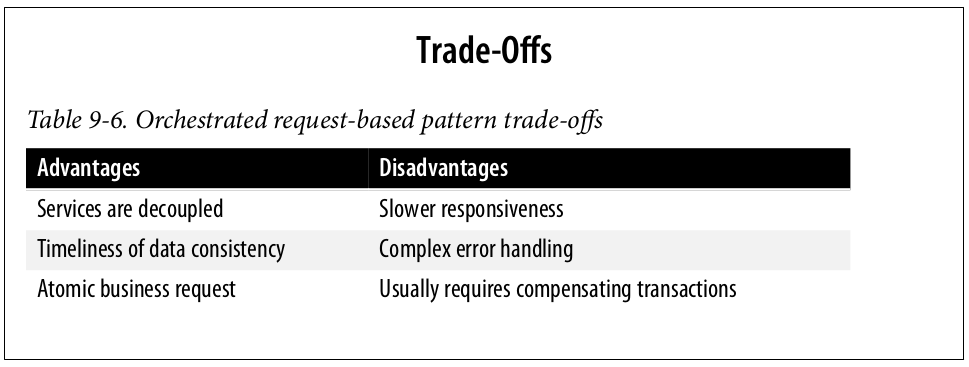 Trade-Offs
Table 9-6. Orchestrated request-based pattern trade-offs
Advantages Disadvantages
Services are decoupled Slower responsiveness
Timeliness of data consistency Complex error handling
Atomic business request Usually requires compensating transactions